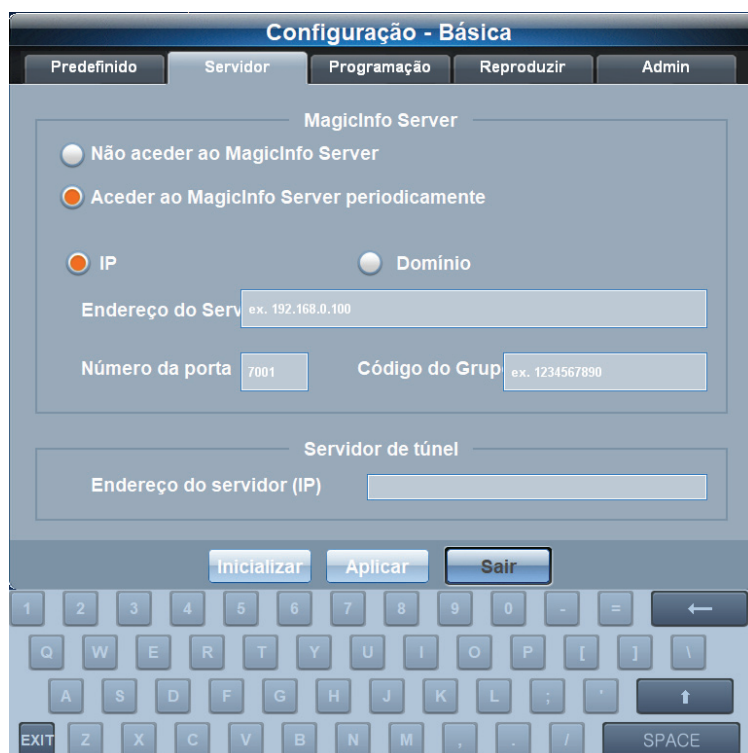 Configuração - Básica
Predefinido Servidor Programação Reproduzir Admin
MagicInfo Server
Não aceder ao MagicInfo Server
Aceder ao MagicInfo Server periodicamente
IP Domínio
Endereço do Serv ex. 192.168.0.100
Número da porta 7001 Código do Grup ex. 1234567890
Servidor de túnel
Endereço do servidor (IP)
Inicializar Aplicar Sair
1 2 3 4 5 6 7 8 9 0 - = ←
Q W E R T Y U I O P [ ] \
A S D F G H J K L ; ' ⬆
EXIT Z X C V B N M , . / SPACE